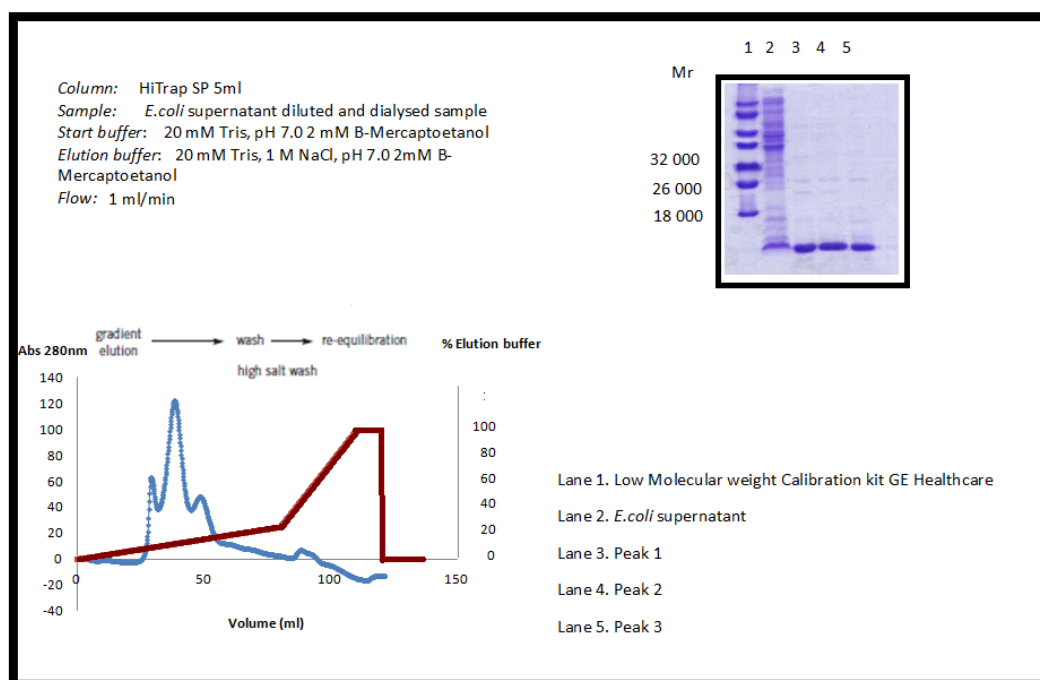 Column: HiTrap SP 5ml
Sample: E.coli supernatant diluted and dialysed sample
Start buffer: 20 mM Tris, pH 7.0 2 mM B-Mercaptoetanol
Elution buffer: 20 mM Tris, 1 M NaCl, pH 7.0 2mM B-
Mercaptoetanol
Flow: 1 ml/min
1 2 3 4 5
Mr
32 000
26 000
18 000
gradient
elution
wash
re-equilibration
high salt wash
Abs 280nm
% Elution buffer
:
140
120
100
80
60
40
20
0
-20
-40
100
80
60
40
20
0
0 50 100 150
Volume (ml)
Lane 1. Low Molecular weight Calibration kit GE Healthcare
Lane 2. E.coli supernatant
Lane 3. Peak 1
Lane 4. Peak 2
Lane 5. Peak 3